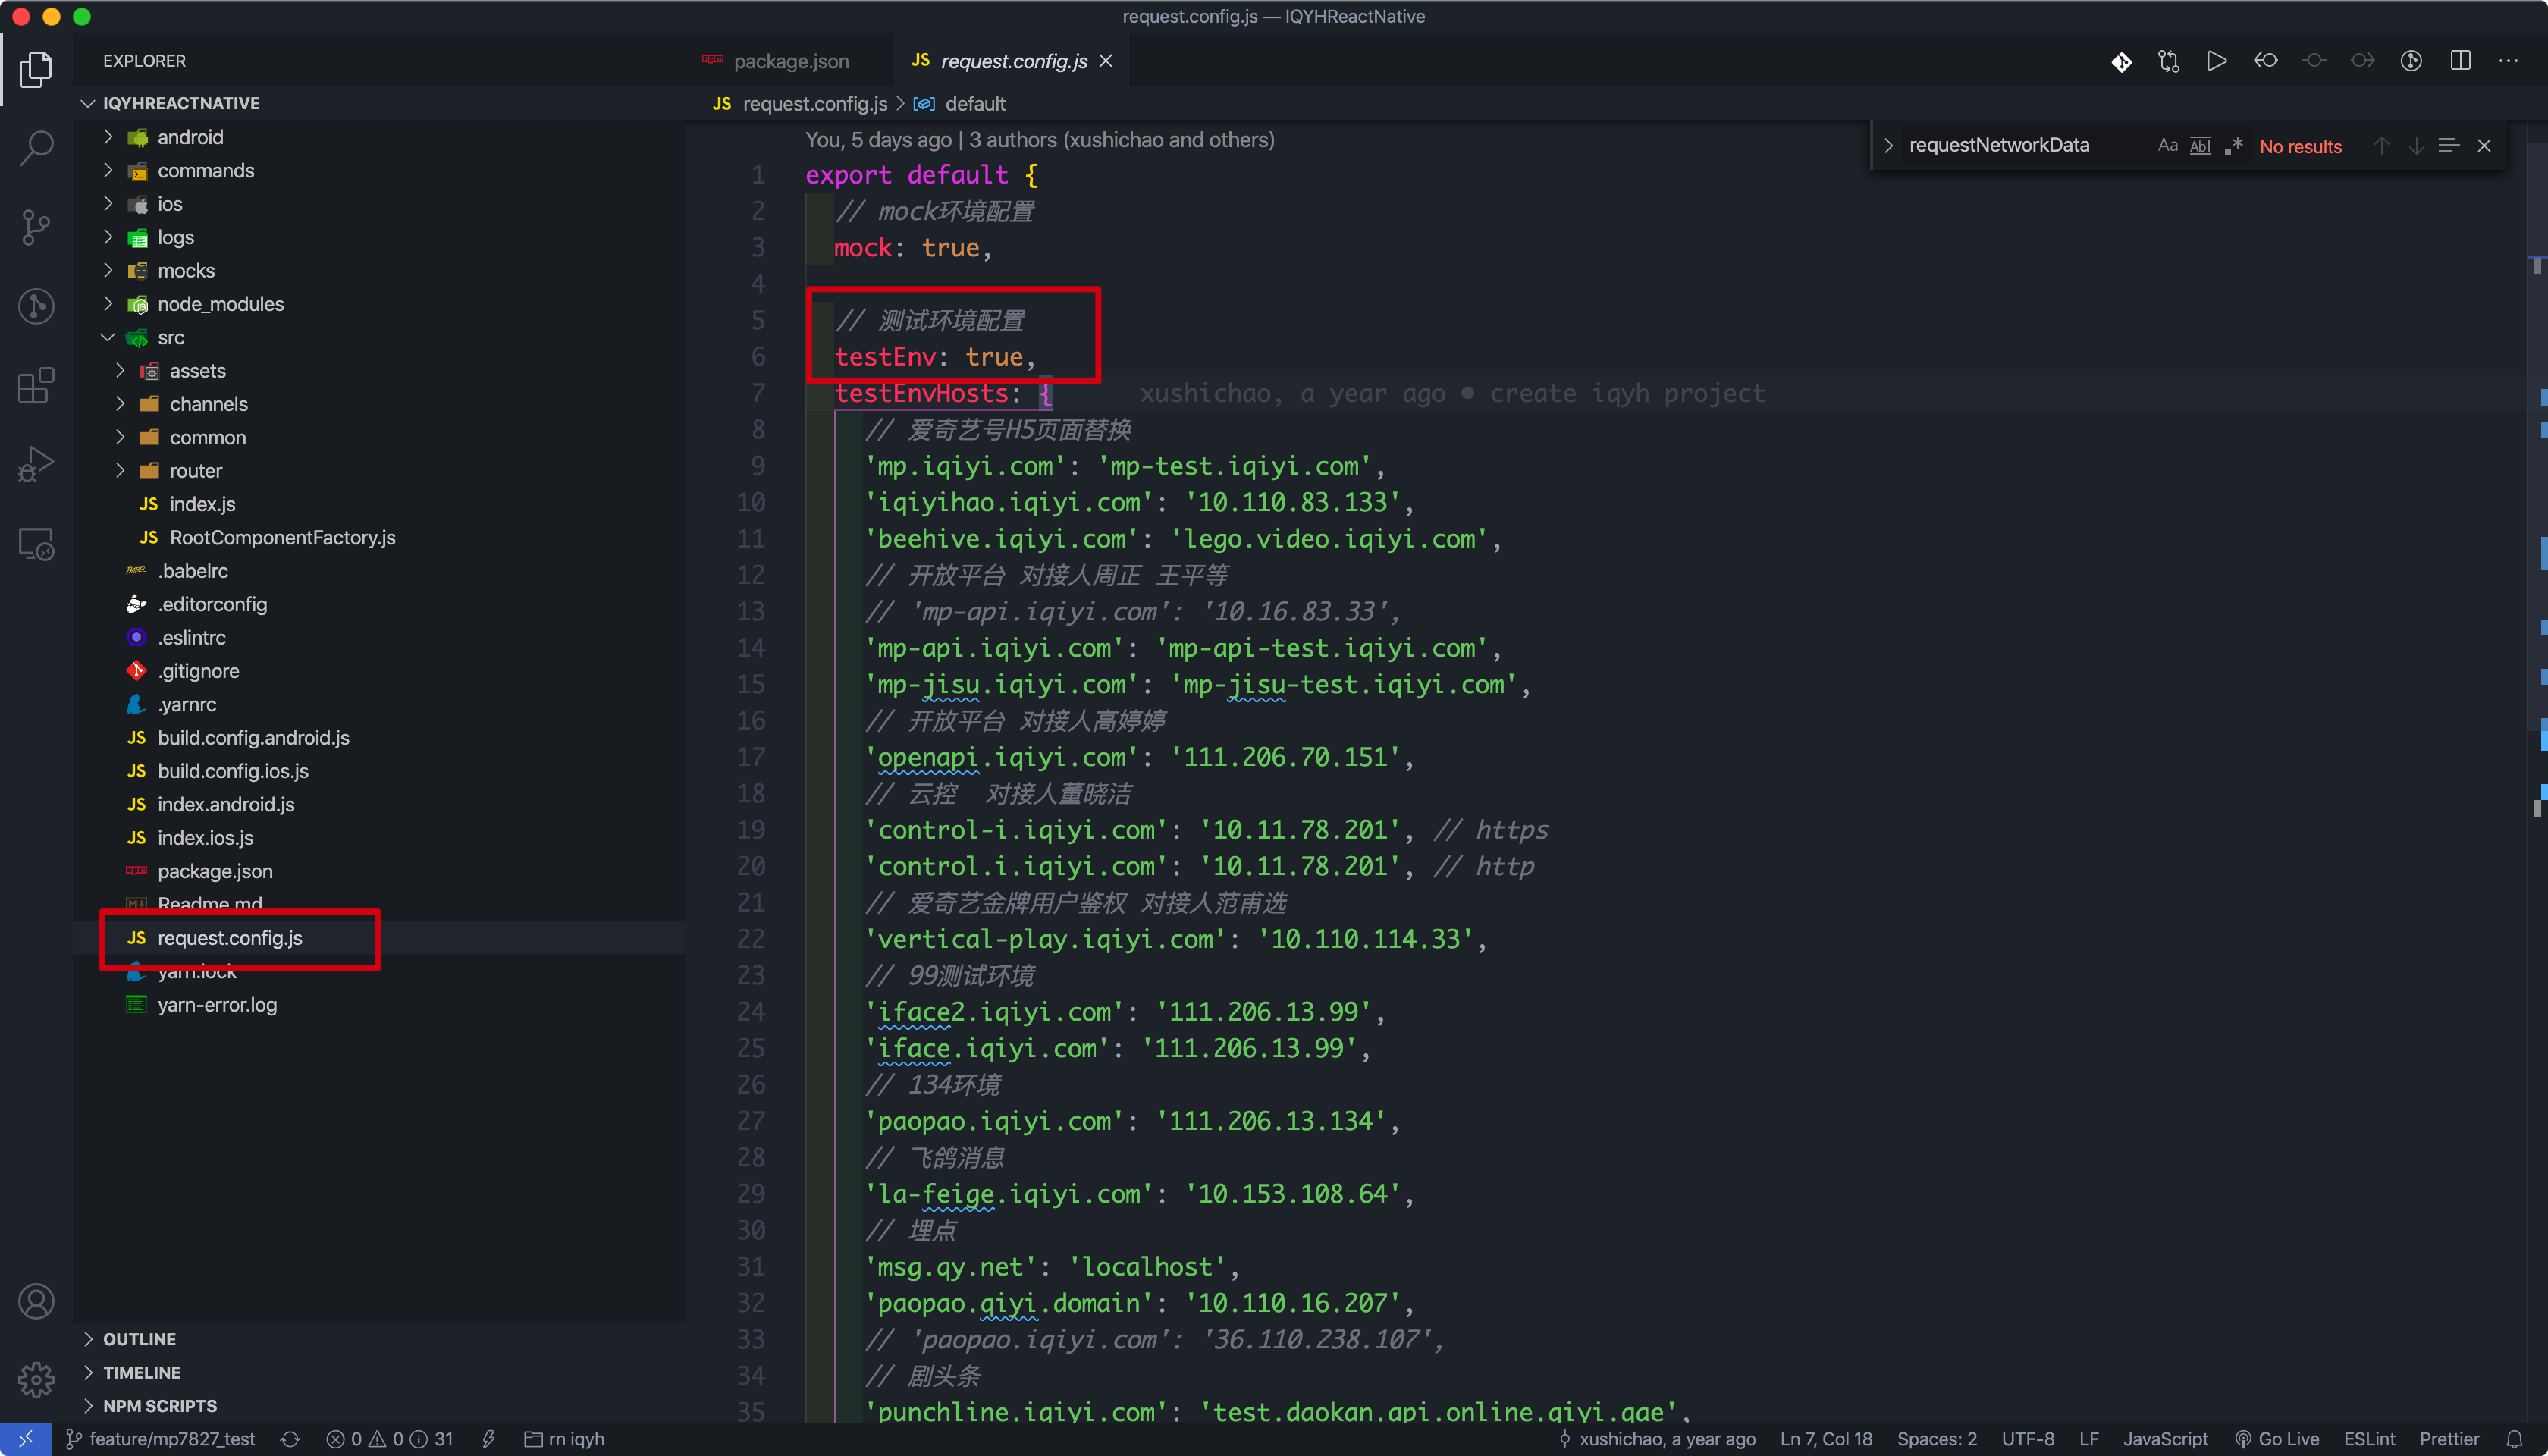 request.config.js — IQYHReactNative
EXPLORER
package.json
JS request.config.js
IQYHREACTNATIVE
JS request.config.js > default
android
commands
ios
logs
mocks
node_modules
src
assets
channels
common
router
JS index.js
JS RootComponentFactory.js
BABEL .babelrc
.editorconfig
.eslintrc
.gitignore
.yarnrc
JS build.config.android.js
JS build.config.ios.js
JS index.android.js
JS index.ios.js
package.json
Readme.md
JS request.config.js
yarn.lock
yarn-error.log
OUTLINE
TIMELINE
NPM SCRIPTS
requestNetworkData Aa Abl .* No results
You, 5 days ago | 3 authors (xushichao and others)
1 export default {
2 // mock环境配置
3 mock: true,
4
5 // 测试环境配置
6 testEnv: true,
7 testEnvHosts: { xushichao, a year ago • create iqyh project
8 // 爱奇艺号H5页面替换
9 'mp.iqiyi.com': 'mp-test.iqiyi.com',
10 'iqiyihao.iqiyi.com': '10.110.83.133',
11 'beehive.iqiyi.com': 'lego.video.iqiyi.com',
12 // 开放平台 对接人周正 王平等
13 // 'mp-api.iqiyi.com': '10.16.83.33',
14 'mp-api.iqiyi.com': 'mp-api-test.iqiyi.com',
15 'mp-jisu.iqiyi.com': 'mp-jisu-test.iqiyi.com',
16 // 开放平台 对接人高婷婷
17 'openapi.iqiyi.com': '111.206.70.151',
18 // 云控 对接人董晓洁
19 'control-i.iqiyi.com': '10.11.78.201', // https
20 'control.i.iqiyi.com': '10.11.78.201', // http
21 // 爱奇艺金牌用户鉴权 对接人范甫选
22 'vertical-play.iqiyi.com': '10.110.114.33',
23 // 99测试环境
24 'iface2.iqiyi.com': '111.206.13.99',
25 'iface.iqiyi.com': '111.206.13.99',
26 // 134环境
27 'paopao.iqiyi.com': '111.206.13.134',
28 // 飞鸽消息
29 'la-feige.iqiyi.com': '10.153.108.64',
30 // 埋点
31 'msg.qy.net': 'localhost',
32 'paopao.qiyi.domain': '10.110.16.207',
33 // 'paopao.iqiyi.com': '36.110.238.107',
34 // 剧头条
35 'punchline.iqiyi.com': 'test.daokan.api.online.qiyi.qae',
feature/mp7827_test 0 0 31 rn iqyh xushichao, a year ago Ln 7, Col 18 Spaces: 2 UTF-8 LF JavaScript Go Live ESLint Prettier